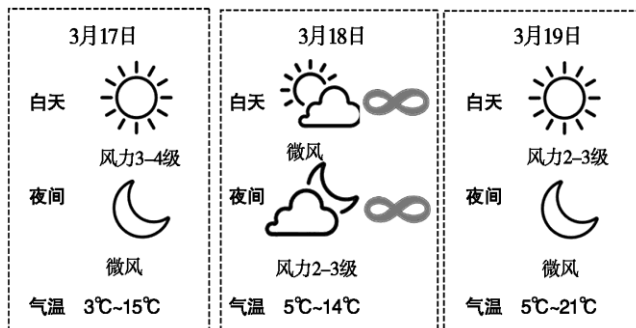 3月17日
白天
风力3–4级
夜间
微风
气温 3℃~15℃
3月18日
白天
微风
夜间
风力2–3级
气温 5℃~14℃
3月19日
白天
风力2–3级
夜间
微风
气温 5℃~21℃